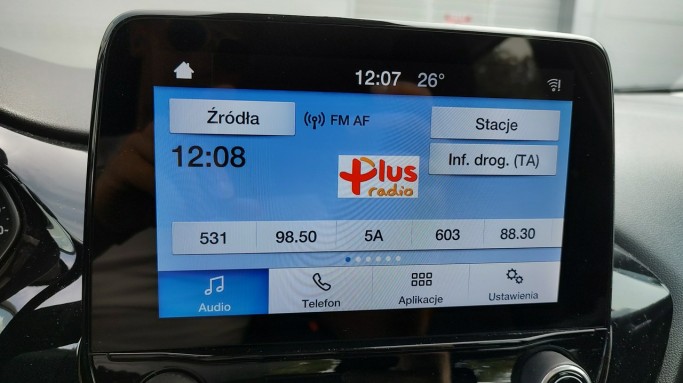 12:07 26°
Źródła FM AF Stacje
12:08 Plus radio Inf. drog. (TA)
531 98.50 5A 603 88.30
Audio Telefon Aplikacje Ustawienia